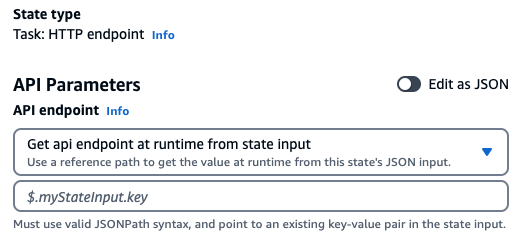 State type
Task: HTTP endpoint Info
API Parameters
Edit as JSON
API endpoint Info
Get api endpoint at runtime from state input
Use a reference path to get the value at runtime from this state's JSON input.
$.myStateInput.key
Must use valid JSONPath syntax, and point to an existing key-value pair in the state input.